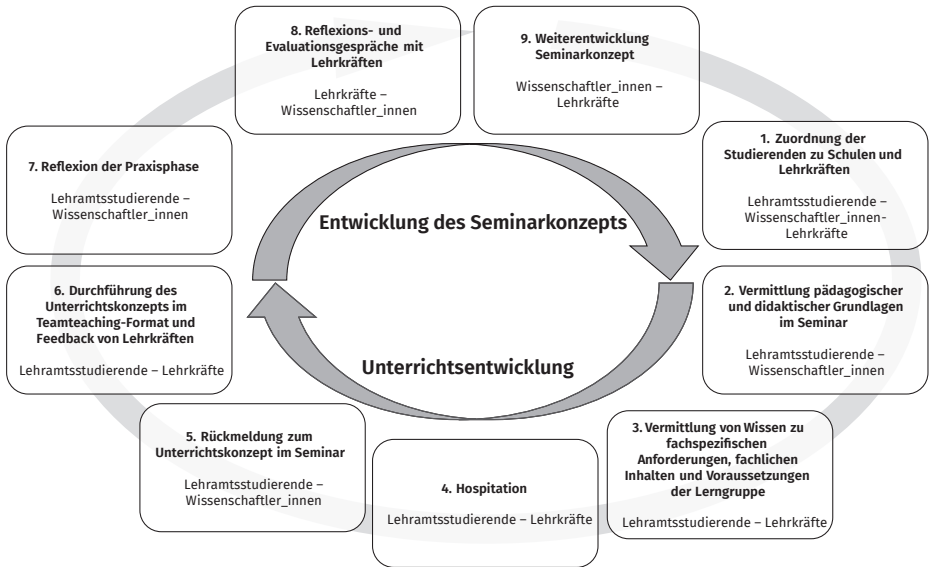 8. Reflexions- und
Evaluationsgespräche mit
Lehrkräften
Lehrkräfte –
Wissenschaftler_innen
9. Weiterentwicklung
Seminarkonzept
Wissenschaftler_innen –
Lehrkräfte
1. Zuordnung der
Studierenden zu Schulen und
Lehrkräften
Lehramtsstudierende –
Wissenschaftler_innen-
Lehrkräfte
2. Vermittlung pädagogischer
und didaktischer Grundlagen
im Seminar
Lehramtsstudierende –
Wissenschaftler_innen
3. Vermittlung von Wissen zu
fachspezifischen
Anforderungen, fachlichen
Inhalten und Voraussetzungen
der Lerngruppe
Lehramtsstudierende – Lehrkräfte
4. Hospitation
Lehramtsstudierende – Lehrkräfte
5. Rückmeldung zum
Unterrichtskonzept im Seminar
Lehramtsstudierende –
Wissenschaftler_innen
6. Durchführung des
Unterrichtskonzepts im
Teamteaching-Format und
Feedback von Lehrkräften
Lehramtsstudierende – Lehrkräfte
7. Reflexion der Praxisphase
Lehramtsstudierende –
Wissenschaftler_innen
Entwicklung des Seminarkonzepts
Unterrichtsentwicklung